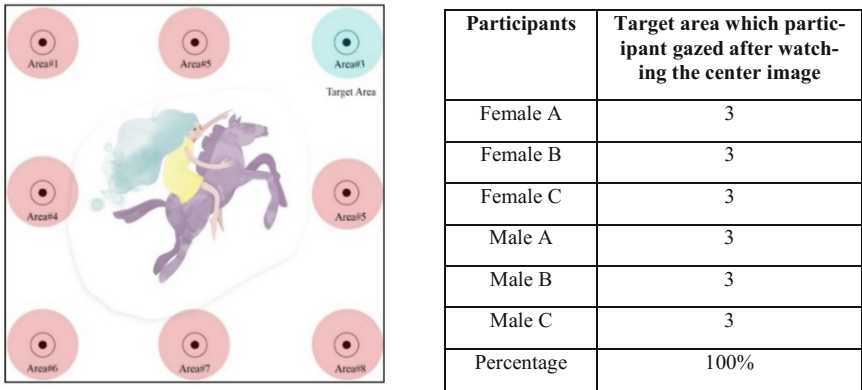 Area#1
Area#5
Area#3
Target Area
Area#4
Area#5
Area#6
Area#7
Area#8
Participants
Target area which partic-
ipant gazed after watch-
ing the center image
Female A 3
Female B 3
Female C 3
Male A 3
Male B 3
Male C 3
Percentage 100%